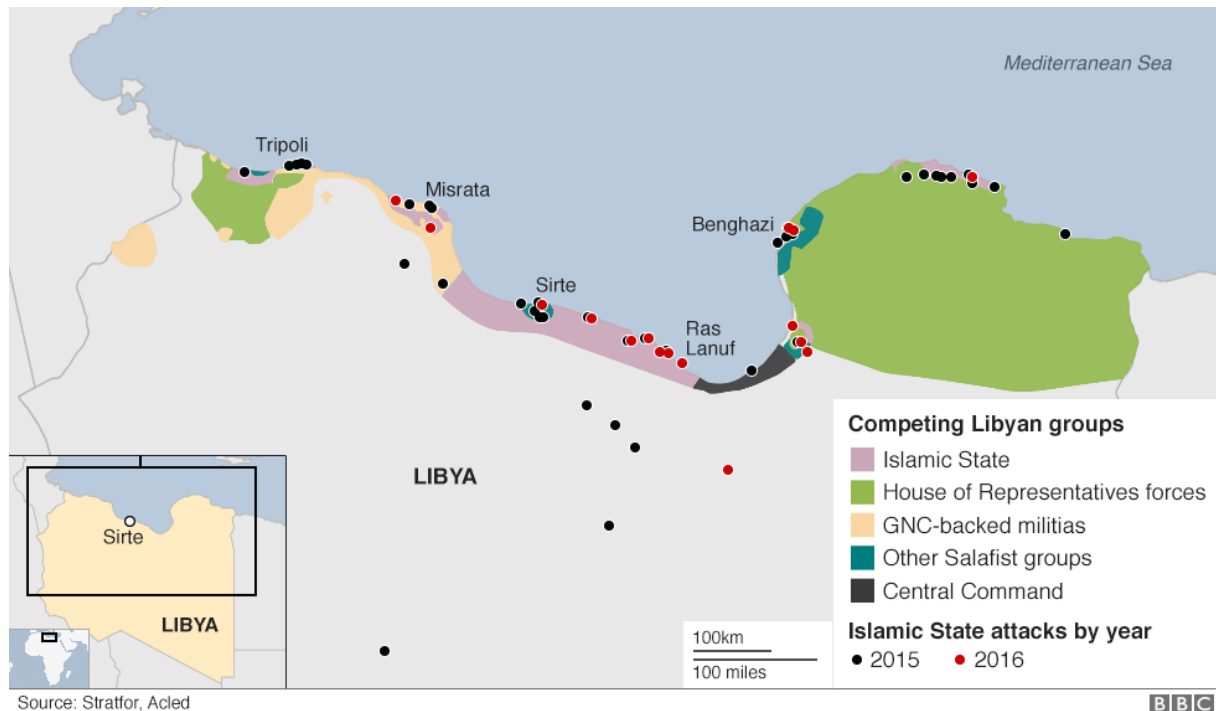 Mediterranean Sea
Tripoli
Misrata
Benghazi
Sirte
Ras
Lanuf
LIBYA
Sirte
LIBYA
100km
100 miles
Competing Libyan groups
Islamic State
House of Representatives forces
GNC-backed militias
Other Salafist groups
Central Command
Islamic State attacks by year
2015 2016
Source: Stratfor, Acled
BBC